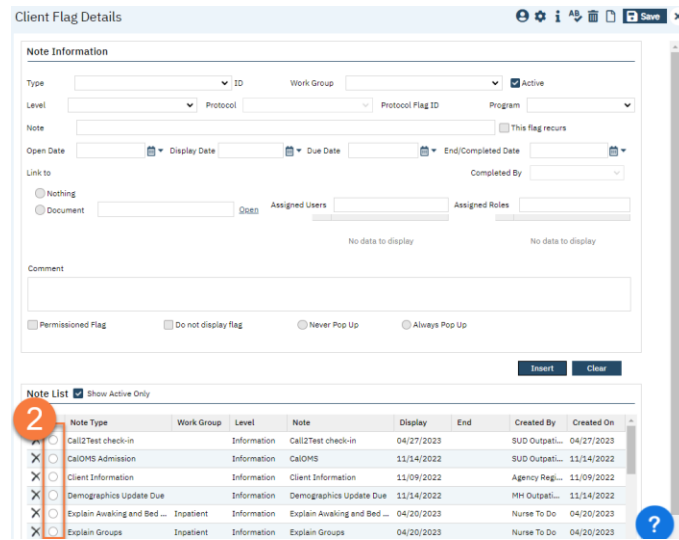 Client Flag Details
Save
Note Information
Type ID Work Group Active
Level Protocol Protocol Flag ID Program
Note This flag recurs
Open Date Display Date Due Date End/Completed Date
Link to Completed By
Nothing
Document Open Assigned Users Assigned Roles
No data to display No data to display
Comment
Permissioned Flag Do not display flag Never Pop Up Always Pop Up
Insert Clear
Note List Show Active Only
2
Note Type Work Group Level Note Display End Created By Created On
Call2Test check-in Information Call2Test check-in 04/27/2023 SUD Outpati... 04/27/2023
CalOMS Admission Information CalOMS 11/14/2022 SUD Outpati... 11/14/2022
Client Information Information Client Information 11/09/2022 Agency Regi... 11/09/2022
Demographics Update Due Information Demographics Update Due 11/14/2022 MH Outpati... 11/14/2022
Explain Awaking and Bed ... Inpatient Information Explain Awaking and Bed ... 04/20/2023 Nurse To Do 04/20/2023
Explain Groups Inpatient Information Explain Groups 04/20/2023 Nurse To Do 04/20/2023
?